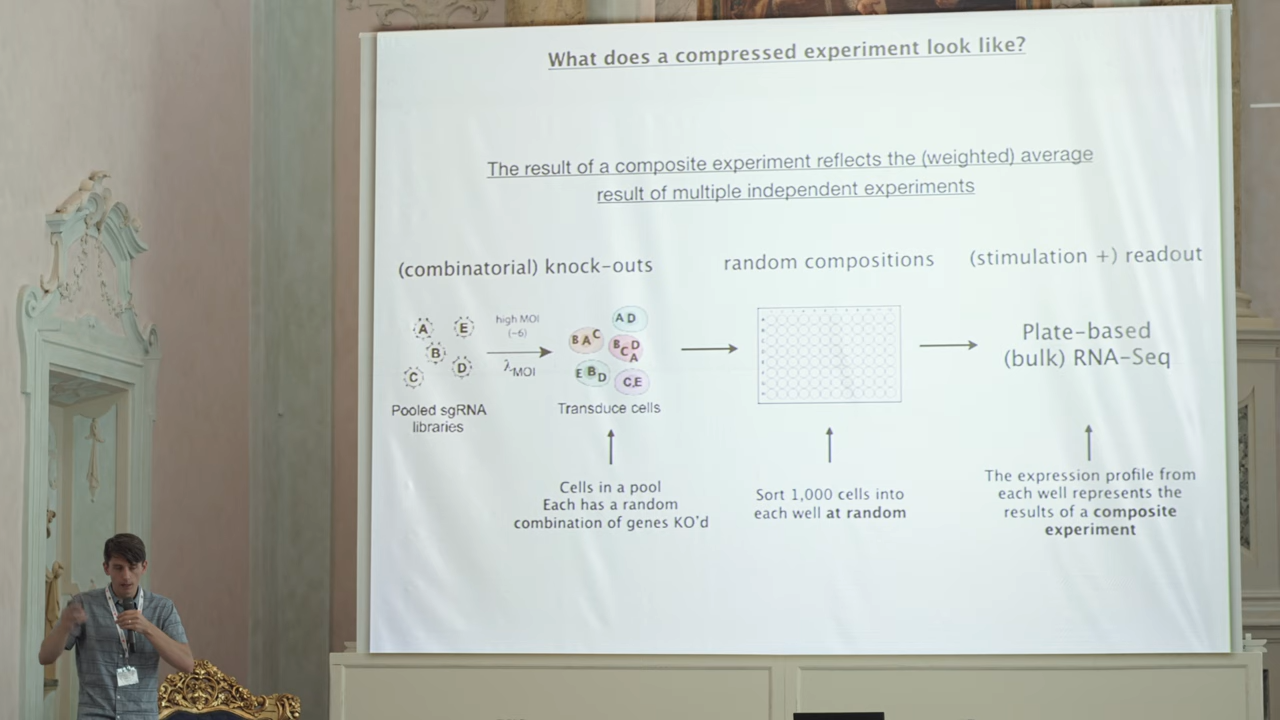 What does a compressed experiment look like?
The result of a composite experiment reflects the (weighted) average
result of multiple independent experiments
(combinatorial) knock-outs
random compositions
(stimulation +) readout
A
E
B
D
C
high MOI
(~6)
λMOI
A D
B A C
B C D A
E B D
C,E
Plate-based
(bulk) RNA-Seq
Pooled sgRNA
libraries
Transduce cells
Cells in a pool
Each has a random
combination of genes KO'd
Sort 1,000 cells into
each well at random
The expression profile from
each well represents the
results of a composite
experiment